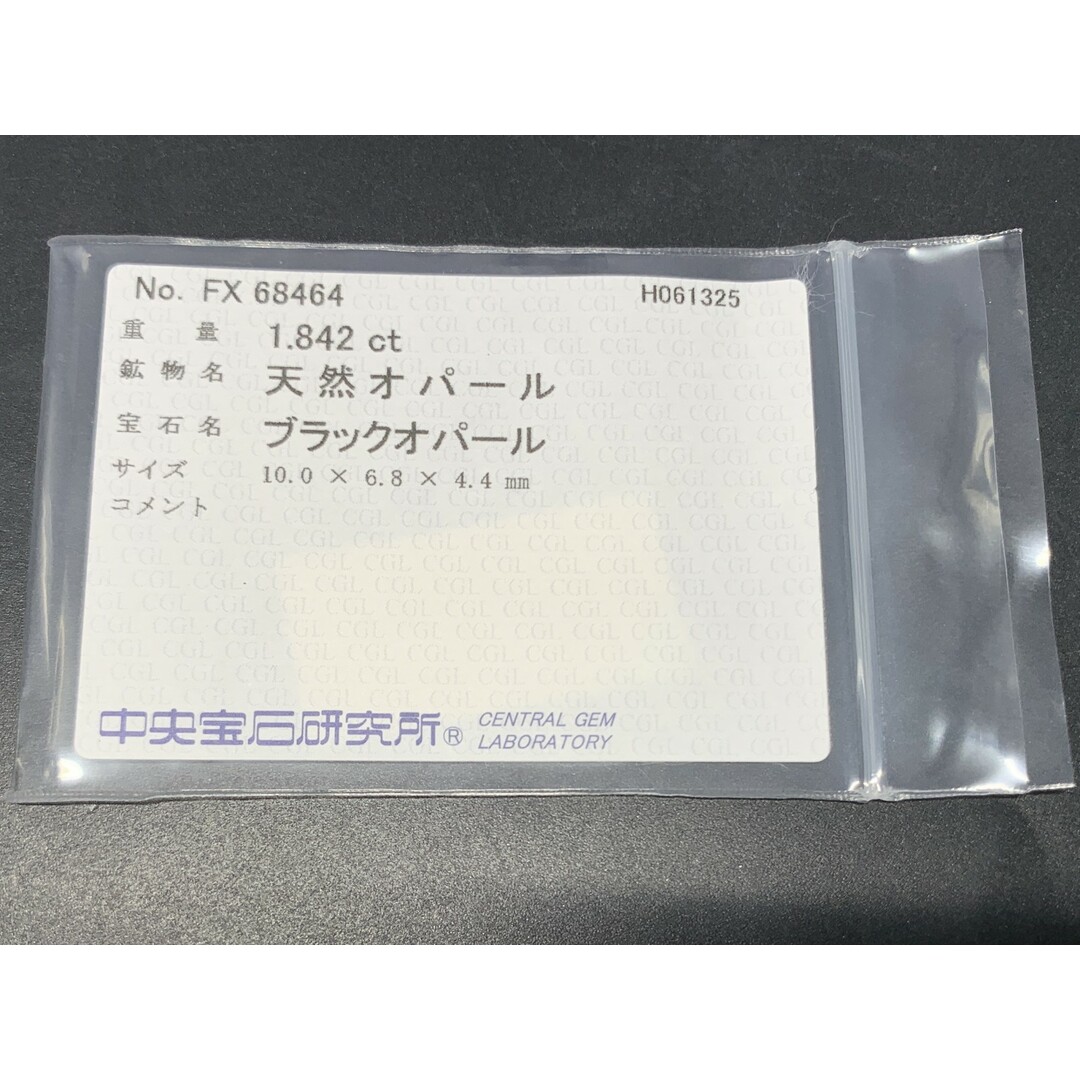 No. FX 68464 H061325
重量 1.842 ct
鉱物名 天然オパール
宝石名 ブラックオパール
サイズ 10.0 × 6.8 × 4.4 mm
コメント
中央宝石研究所® CENTRAL GEM
LABORATORY